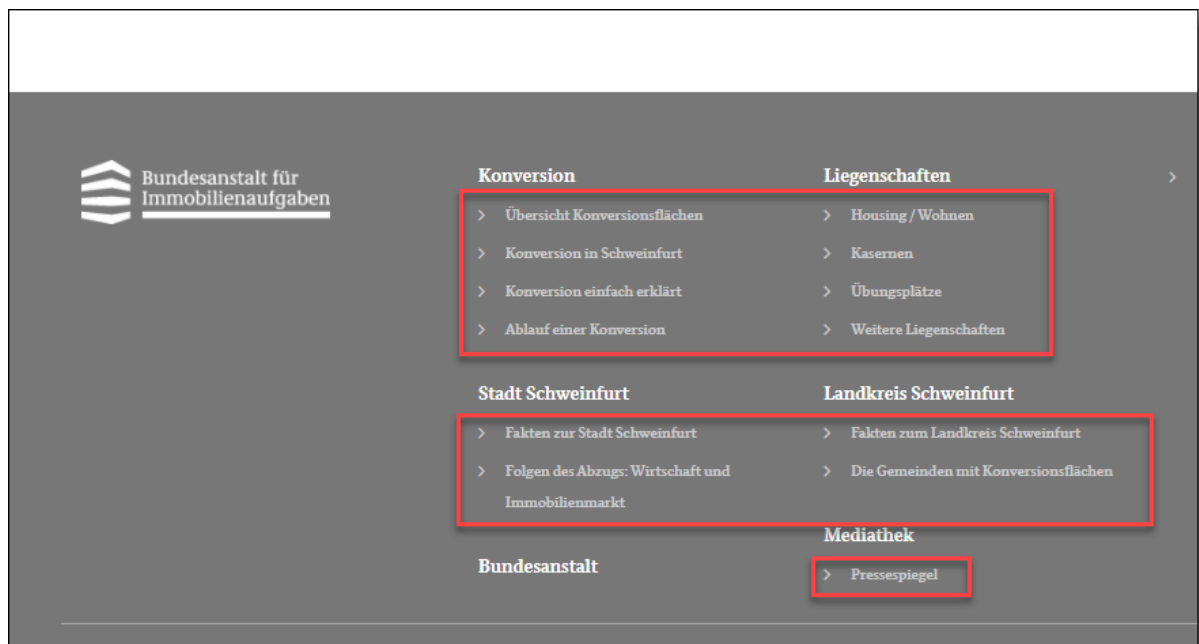 Bundesanstalt für
Immobilienaufgaben
Konversion
Übersicht Konversionsflächen
Konversion in Schweinfurt
Konversion einfach erklärt
Ablauf einer Konversion
Liegenschaften
Housing / Wohnen
Kasernen
Übungsplätze
Weitere Liegenschaften
Stadt Schweinfurt
Fakten zur Stadt Schweinfurt
Folgen des Abzugs: Wirtschaft und
Immobilienmarkt
Landkreis Schweinfurt
Fakten zum Landkreis Schweinfurt
Die Gemeinden mit Konversionsflächen
Bundesanstalt
Mediathek
Pressespiegel